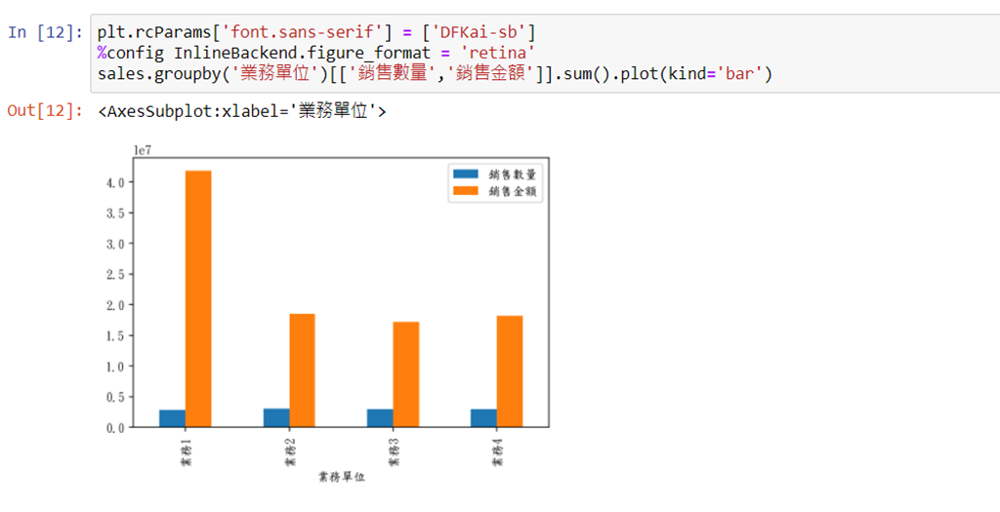 In [12]: plt.rcParams['font.sans-serif'] = ['DFKai-sb']
%config InlineBackend.figure_format = 'retina'
sales.groupby('業務單位')[['銷售數量','銷售金額']].sum().plot(kind='bar')
Out[12]: <AxesSubplot:xlabel='業務單位'>
1e7
銷售數量
銷售金額
4.0
3.5
3.0
2.5
2.0
1.5
1.0
0.5
0.0
業務1
業務2
業務3
業務4
業務單位